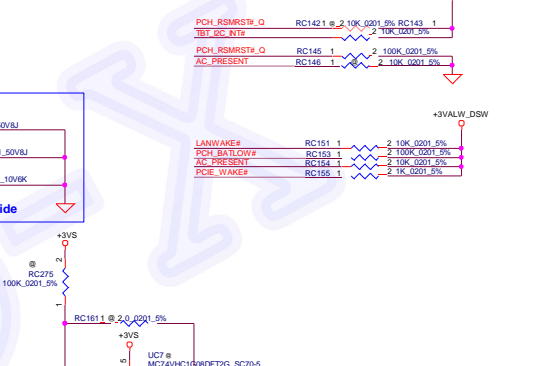 PCH_RSMRST#_Q RC142 1 @ 2 10K_0201_5% RC143 1
TBT_I2C_INT# 2 10K_0201_5%
PCH_RSMRST#_Q RC145 1 2 100K_0201_5%
AC_PRESENT RC146 1 @ 2 10K_0201_5%
+3VALW_DSW
LANWAKE# RC151 1 2 10K_0201_5%
PCH_BATLOW# RC153 1 2 100K_0201_5%
AC_PRESENT RC154 1 2 10K_0201_5%
PCIE_WAKE# RC155 1 2 1K_0201_5%
0V8J
_50V8J
_10V6K
ide
+3VS
2
@
RC275
100K_0201_5%
1
RC161 1 @ 2 0_0201_5%
+3VS
5
UC7 @
MC74VHC1G08DFT2G_SC70-5